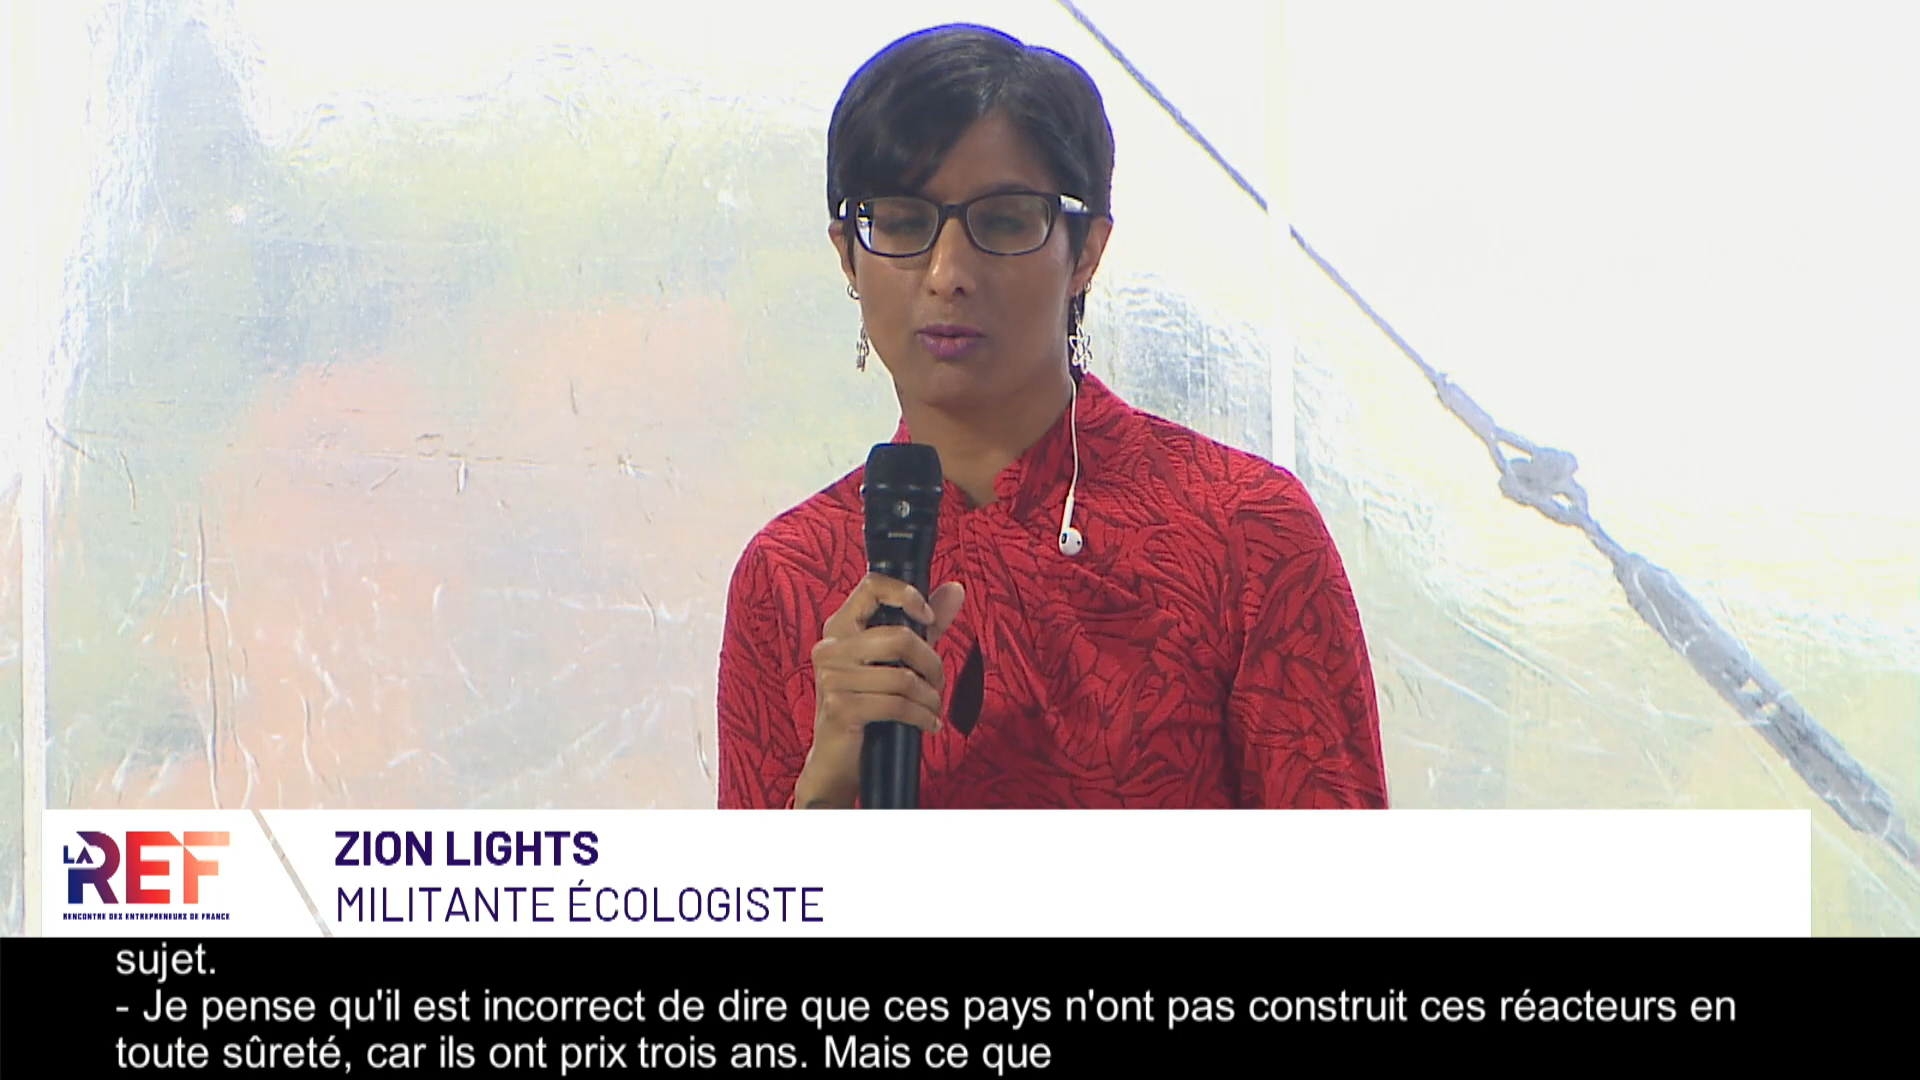 LA REF
RENCONTRE DES ENTREPRENEURS DE FRANCE
ZION LIGHTS
MILITANTE ÉCOLOGISTE
sujet.
- Je pense qu'il est incorrect de dire que ces pays n'ont pas construit ces réacteurs en
toute sûreté, car ils ont prix trois ans. Mais ce que